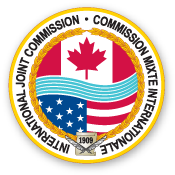 INTERNATIONAL JOINT COMMISSION • COMMISSION MIXTE INTERNATIONALE
1909